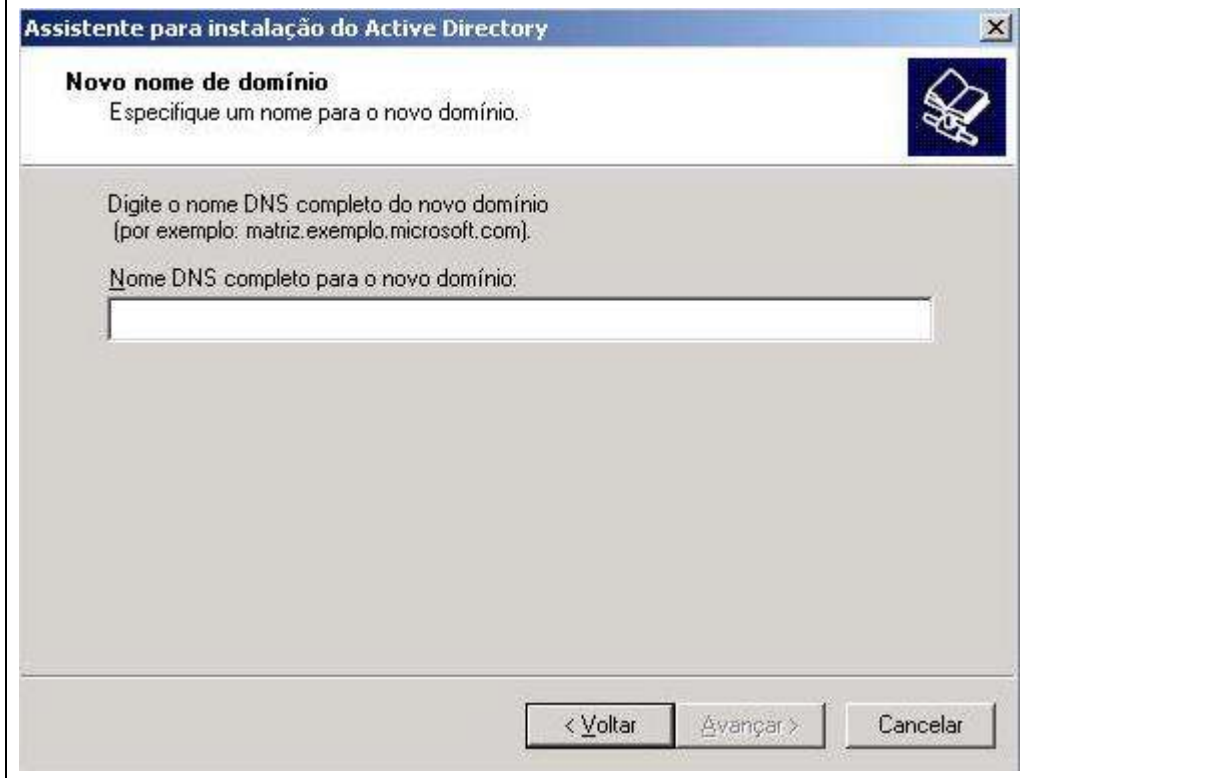 Assistente para instalação do Active Directory
Novo nome de domínio
Especifique um nome para o novo domínio.
Digite o nome DNS completo do novo domínio
(por exemplo: matriz.exemplo.microsoft.com).
Nome DNS completo para o novo domínio:
< Voltar
Avançar >
Cancelar